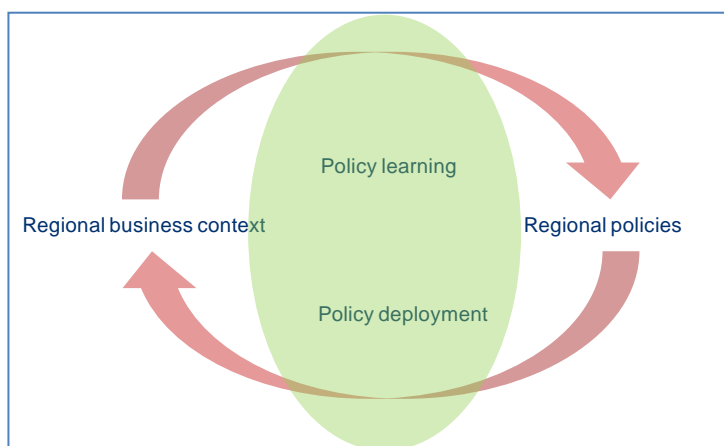 Policy learning
Regional business context
Regional policies
Policy deployment